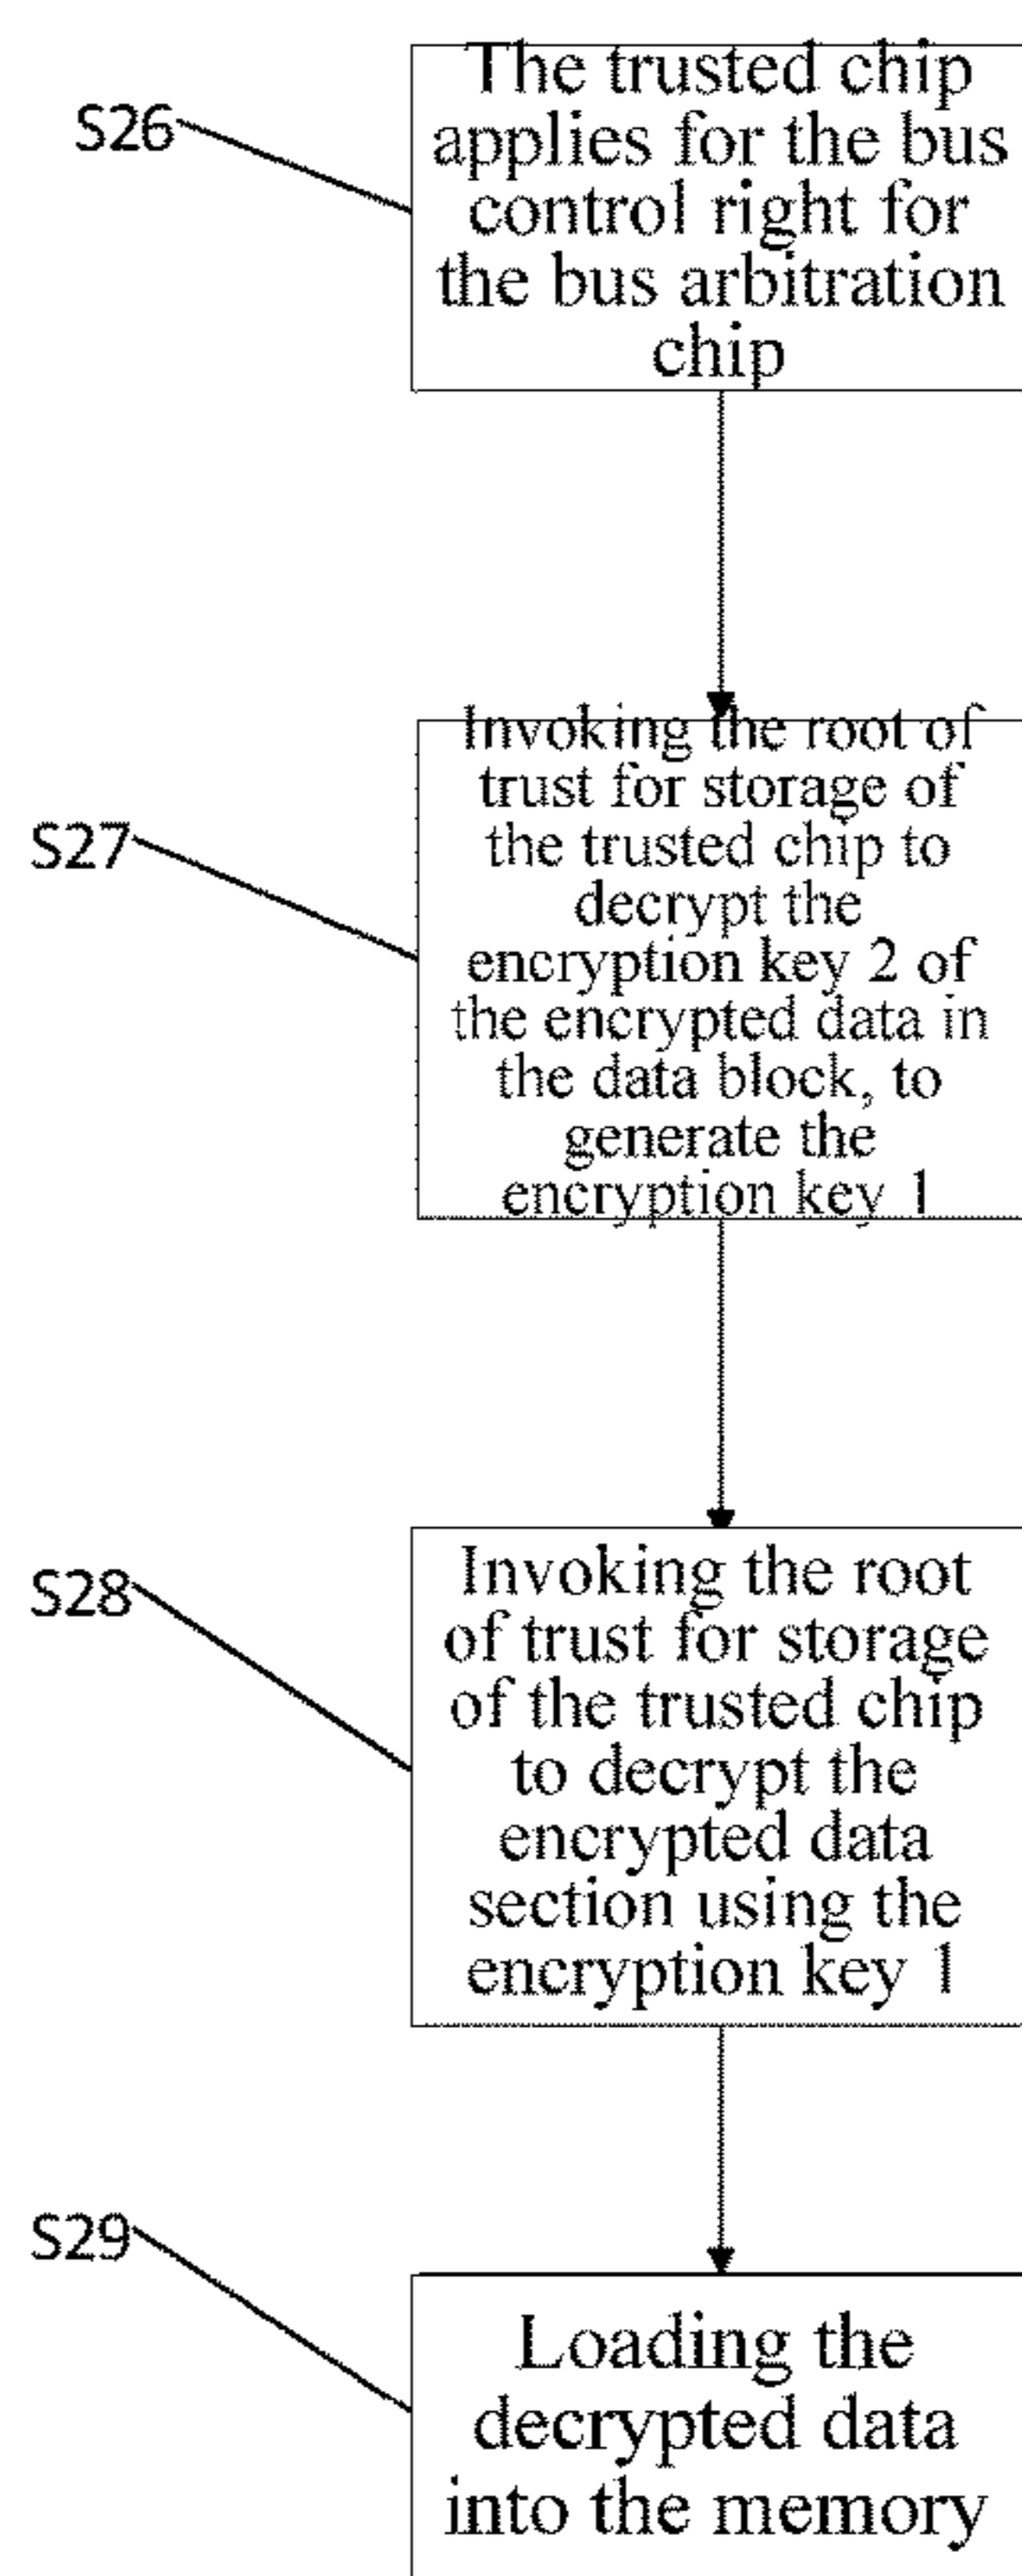 S26
The trusted chip
applies for the bus
control right for
the bus arbitration
chip
S27
Invoking the root of
trust for storage of
the trusted chip to
decrypt the
encryption key 2 of
the encrypted data in
the data block, to
generate the
encryption key 1
S28
Invoking the root
of trust for storage
of the trusted chip
to decrypt the
encrypted data
section using the
encryption key 1
S29
Loading the
decrypted data
into the memory